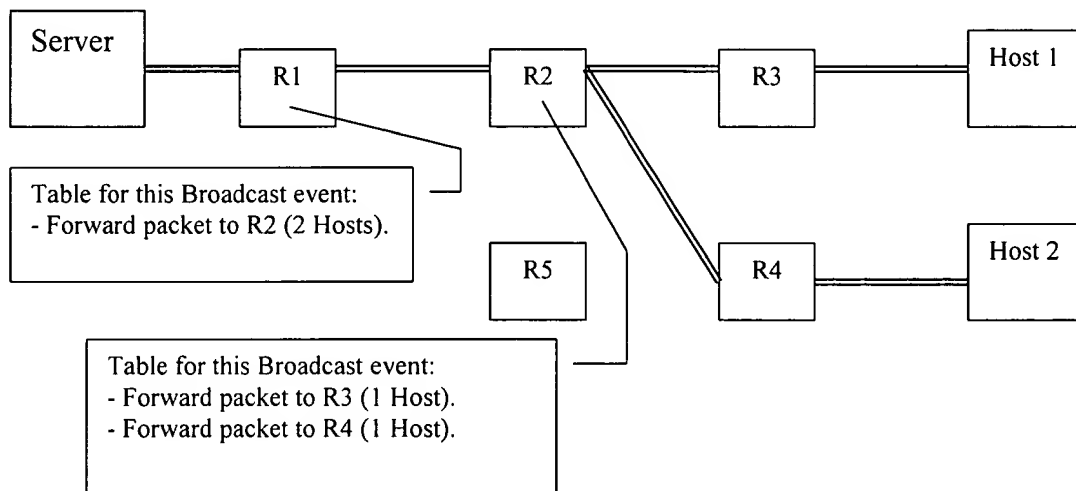 Server
R1
R2
R3
Host 1
Table for this Broadcast event:
- Forward packet to R2 (2 Hosts).
R5
R4
Host 2
Table for this Broadcast event:
- Forward packet to R3 (1 Host).
- Forward packet to R4 (1 Host).